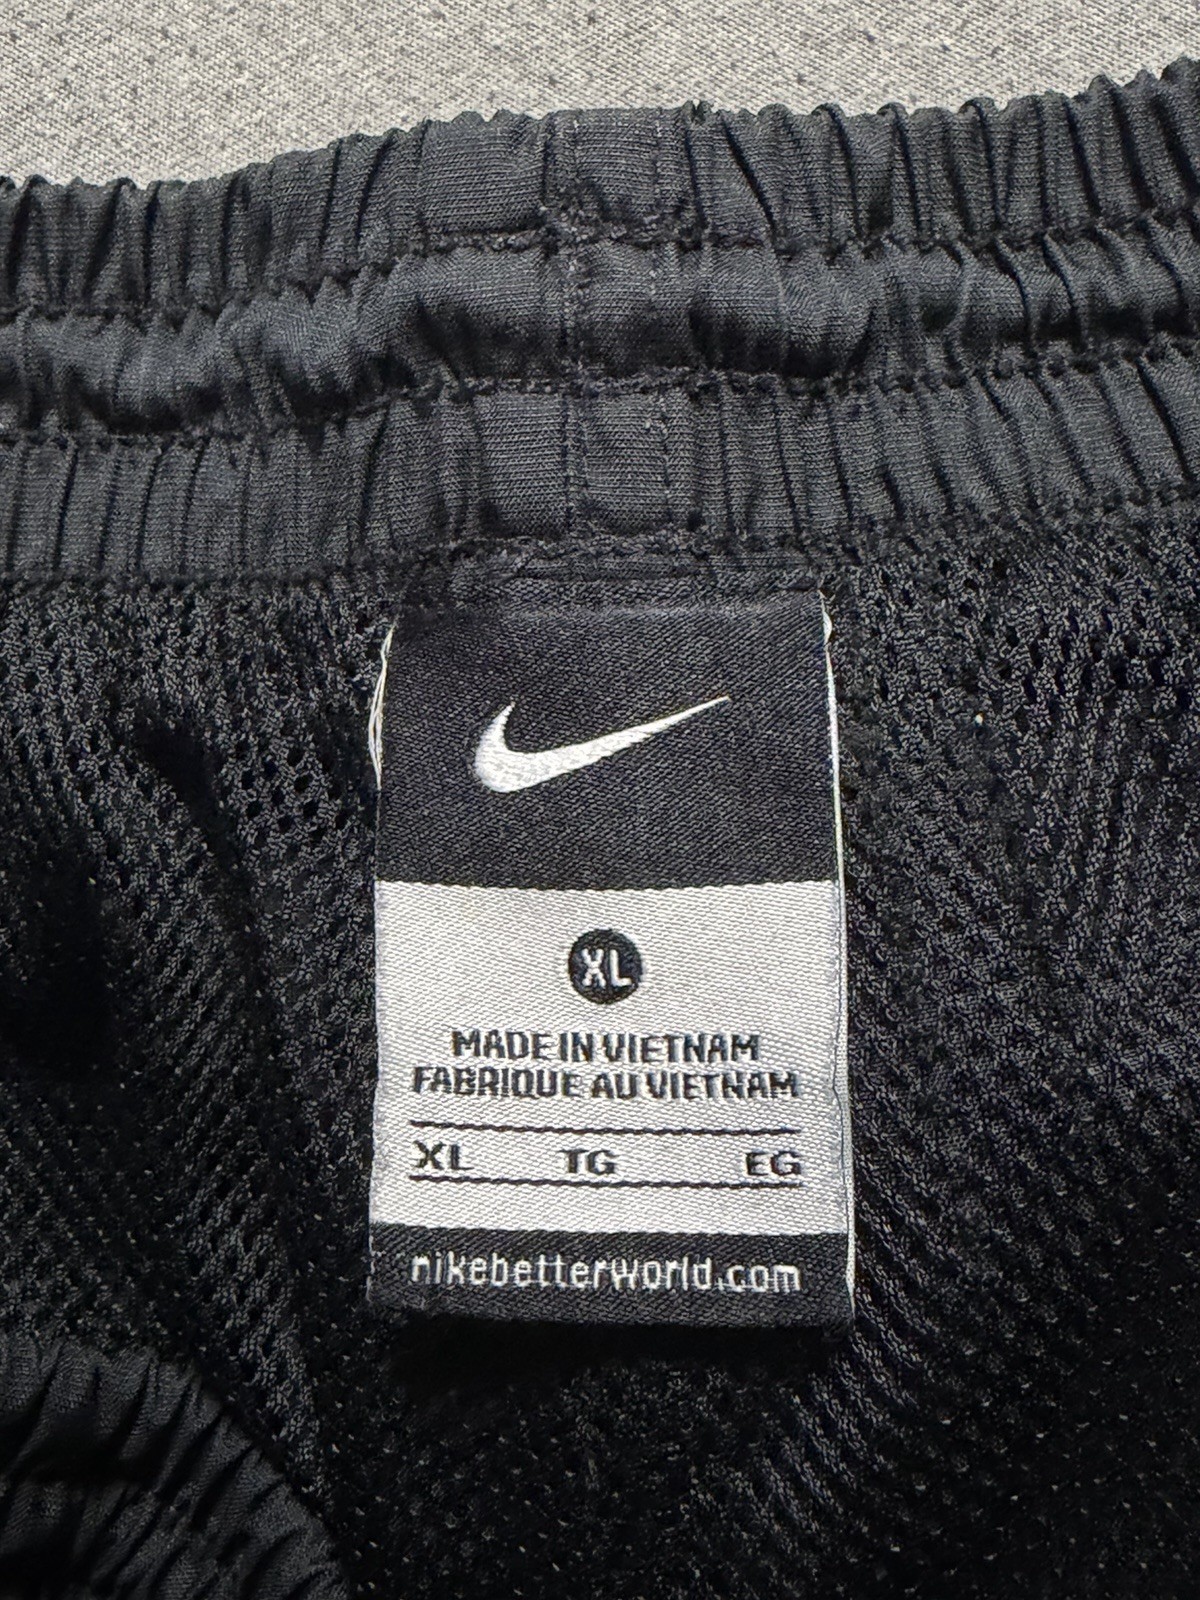 XL
MADE IN VIETNAM
FABRIQUE AU VIETNAM
XL TG EG
nikebetterworld.com